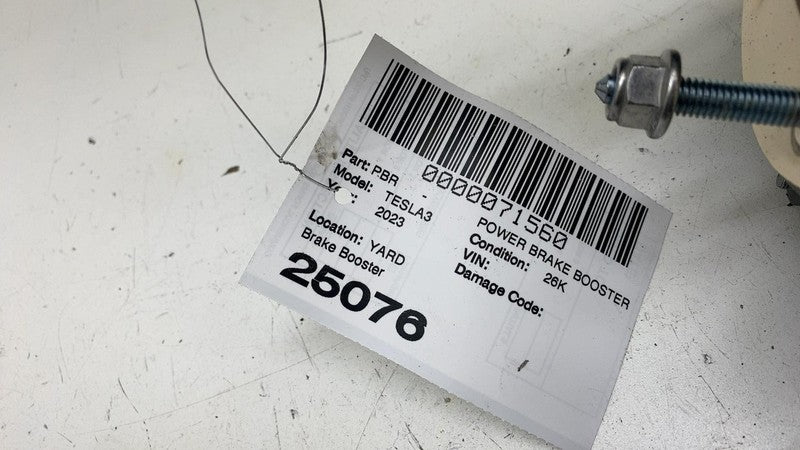 0000071560
Part: PBR - POWER BRAKE BOOSTER
Model: TESLA3 Condition: 26K
2023 VIN:
Damage Code:
Location: YARD
Brake Booster
25076